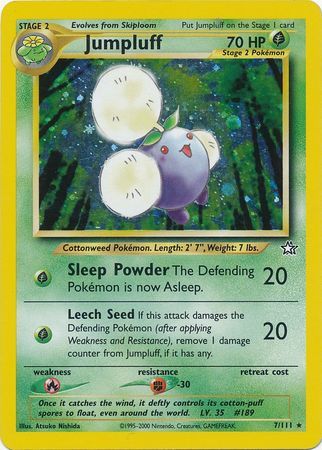 STAGE 2 Evolves from Skiploom Put Jumpluff on the Stage 1 card
Jumpluff 70 HP
Stage 2 Pokémon
Cottonweed Pokémon. Length: 2' 7", Weight: 7 lbs.
Sleep Powder The Defending
Pokémon is now Asleep. 20
Leech Seed If this attack damages the
Defending Pokémon (after applying
Weakness and Resistance), remove 1 damage
counter from Jumpluff, if it has any. 20
weakness resistance retreat cost
-30
Once it catches the wind, it deftly controls its cotton-puff
spores to float, even around the world. LV. 35 #189
Illus. Atsuko Nishida ©1995-2000 Nintendo, Creatures, GAMEFREAK. 7/111 ★